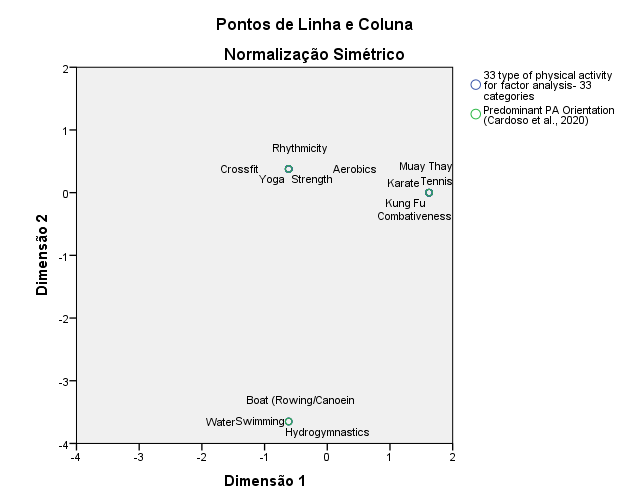 Pontos de Linha e Coluna
Normalização Simétrico
33 type of physical activity
for factor analysis- 33
categories
Predominant PA Orientation
(Cardoso et al., 2020)
2
1
0
-1
-2
-3
-4
Dimensão 2
Rhythmicity
Crossfit
Aerobics
Yoga
Strength
Muay Thay
Karate
Tennis
Kung Fu
Combativeness
Boat (Rowing/Canoein
Water
Swimming
Hydrogymnastics
-4
-3
-2
-1
0
1
2
Dimensão 1